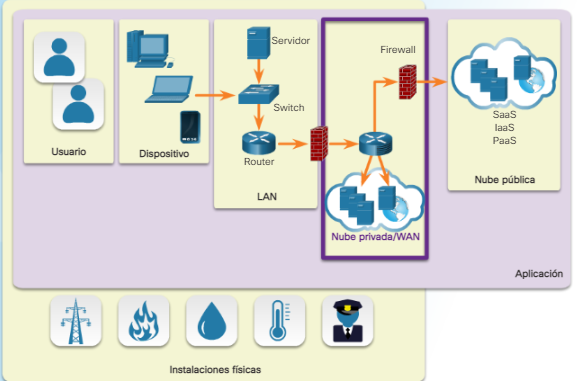 Servidor
Firewall
Switch
SaaS
IaaS
PaaS
Usuario
Dispositivo
Router
LAN
Nube privada/WAN
Nube pública
Aplicación
Instalaciones físicas